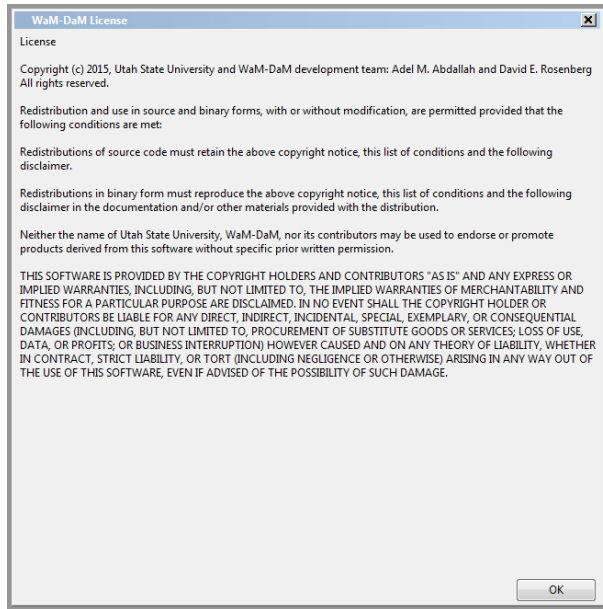 WaM-DaM License
License
Copyright (c) 2015, Utah State University and WaM-DaM development team: Adel M. Abdallah and David E. Rosenberg
All rights reserved.
Redistribution and use in source and binary forms, with or without modification, are permitted provided that the
following conditions are met:
Redistributions of source code must retain the above copyright notice, this list of conditions and the following
disclaimer.
Redistributions in binary form must reproduce the above copyright notice, this list of conditions and the following
disclaimer in the documentation and/or other materials provided with the distribution.
Neither the name of Utah State University, WaM-DaM, nor its contributors may be used to endorse or promote
products derived from this software without specific prior written permission.
THIS SOFTWARE IS PROVIDED BY THE COPYRIGHT HOLDERS AND CONTRIBUTORS "AS IS" AND ANY EXPRESS OR
IMPLIED WARRANTIES, INCLUDING, BUT NOT LIMITED TO, THE IMPLIED WARRANTIES OF MERCHANTABILITY AND
FITNESS FOR A PARTICULAR PURPOSE ARE DISCLAIMED. IN NO EVENT SHALL THE COPYRIGHT HOLDER OR
CONTRIBUTORS BE LIABLE FOR ANY DIRECT, INDIRECT, INCIDENTAL, SPECIAL, EXEMPLARY, OR CONSEQUENTIAL
DAMAGES (INCLUDING, BUT NOT LIMITED TO, PROCUREMENT OF SUBSTITUTE GOODS OR SERVICES; LOSS OF USE,
DATA, OR PROFITS; OR BUSINESS INTERRUPTION) HOWEVER CAUSED AND ON ANY THEORY OF LIABILITY, WHETHER
IN CONTRACT, STRICT LIABILITY, OR TORT (INCLUDING NEGLIGENCE OR OTHERWISE) ARISING IN ANY WAY OUT OF
THE USE OF THIS SOFTWARE, EVEN IF ADVISED OF THE POSSIBILITY OF SUCH DAMAGE.
OK